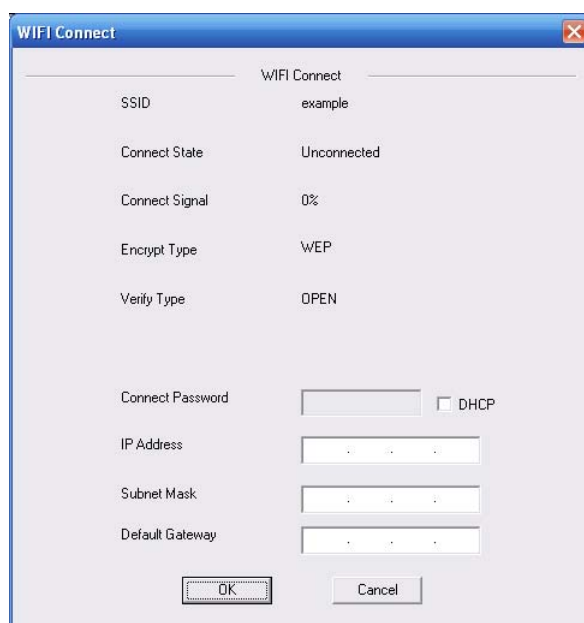 WIFI Connect
WIFI Connect
SSID example
Connect State Unconnected
Connect Signal 0%
Encrypt Type WEP
Verify Type OPEN
Connect Password DHCP
IP Address . . .
Subnet Mask . . .
Default Gateway . . .
OK Cancel